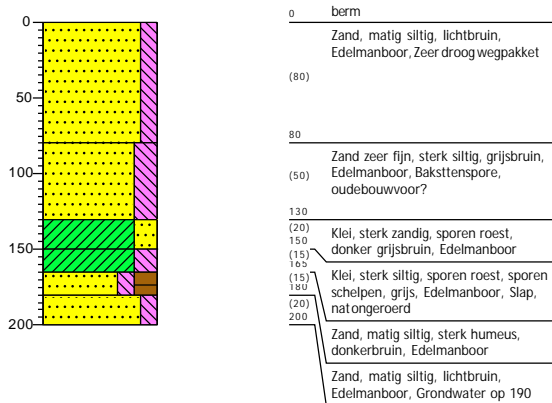 0
50
100
150
200
0 berm
Zand, matig siltig, lichtbruin,
Edelmanboor, Zeer droog wegpakket
(80)
80
Zand zeer fijn, sterk siltig, grijsbruin,
Edelmanboor, Baksttenspore,
oudebouwvoor?
(50)
130
(20)
Klei, sterk zandig, sporen roest,
donker grijsbruin, Edelmanboor
150
(15)
165
Klei, sterk siltig, sporen roest, sporen
schelpen, grijs, Edelmanboor, Slap,
natongeroerd
(15)
180
Zand, matig siltig, sterk humeus,
donkerbruin, Edelmanboor
(20)
200
Zand, matig siltig, lichtbruin,
Edelmanboor, Grondwater op 190